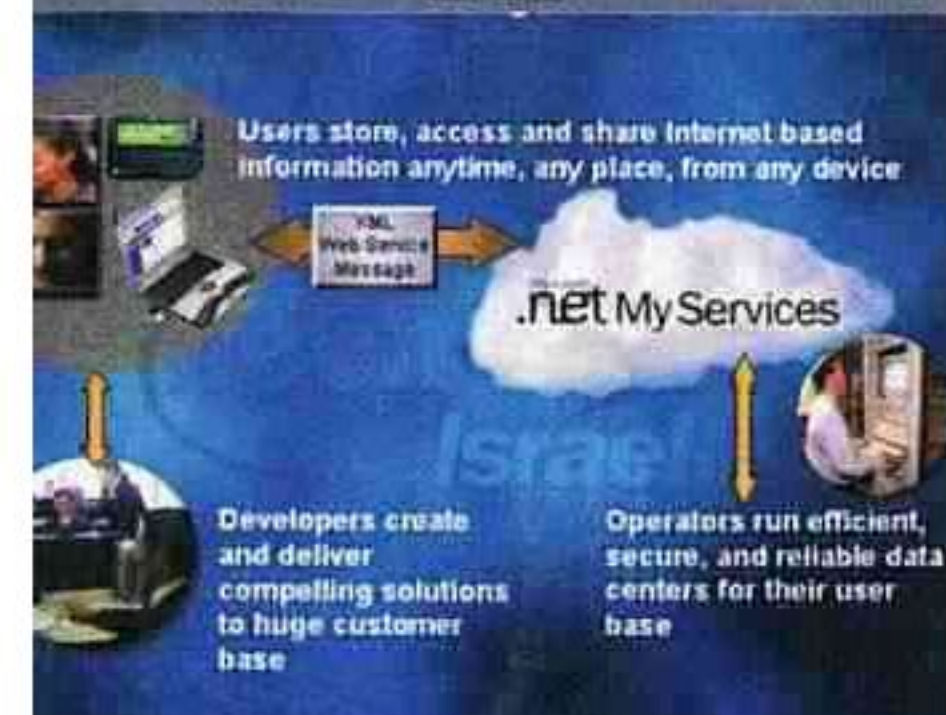 Users store, access and share Internet based
information anytime, any place, from any device
XML
Web Service
Message
.net My Services
Israel
Developers create
and deliver
compelling solutions
to huge customer
base
Operators run efficient,
secure, and reliable data
centers for their user
base